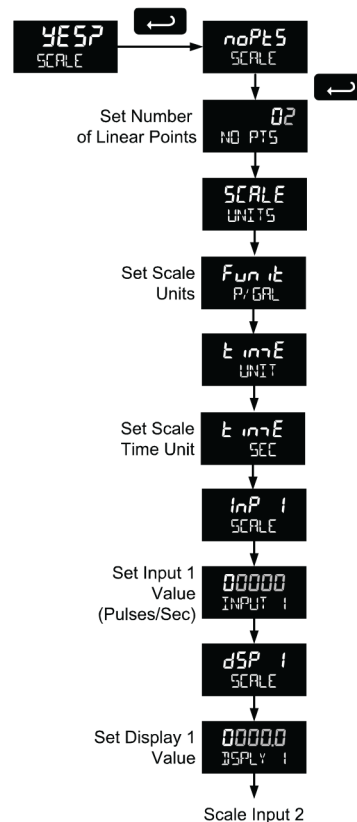 YES?
SCALE
noPtS
SCALE
Set Number
of Linear Points
02
NO PTS
SCALE
UNITS
Set Scale
Units
Funit
P/GAL
timE
UNIT
Set Scale
Time Unit
timE
SEC
InP 1
SCALE
Set Input 1
Value
(Pulses/Sec)
00000
INPUT 1
dSP 1
SCALE
Set Display 1
Value
0000.0
DSPLY 1
Scale Input 2